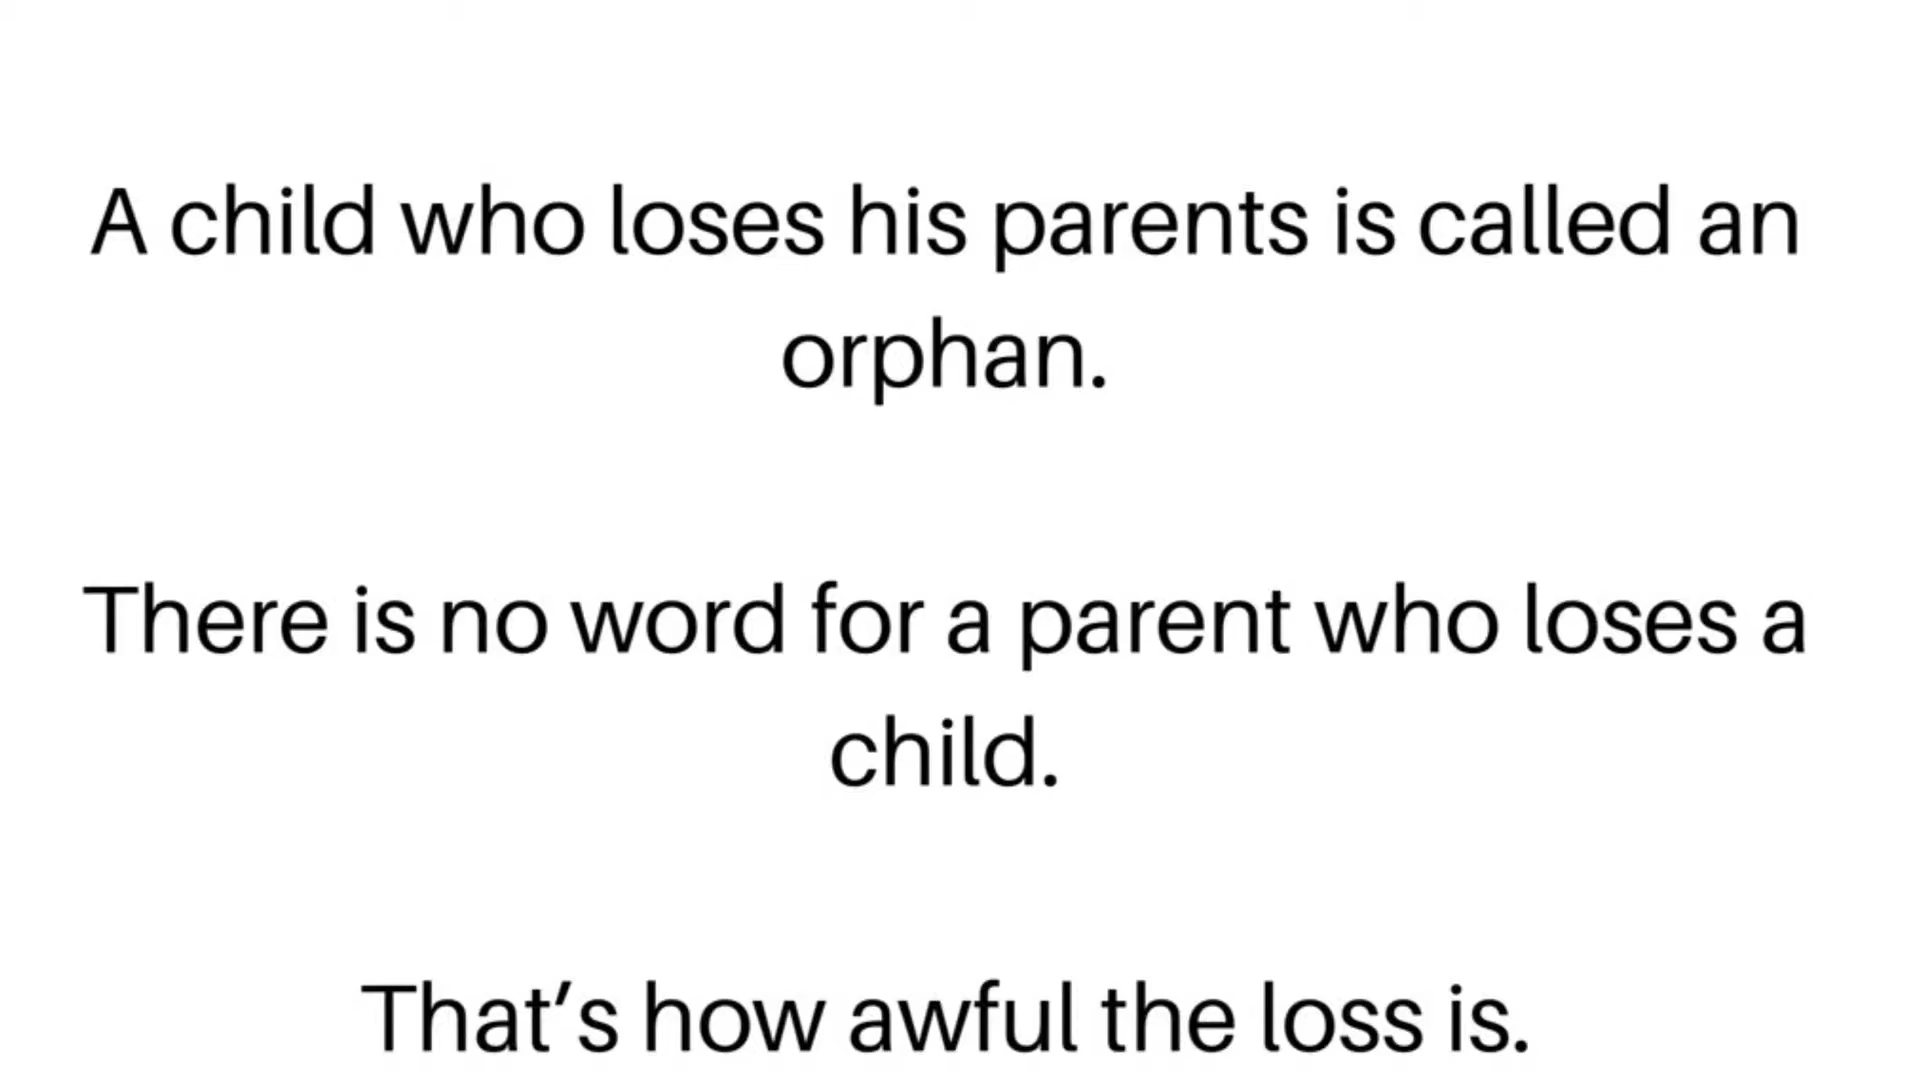 A child who loses his parents is called an
orphan.
There is no word for a parent who loses a
child.
That’s how awful the loss is.